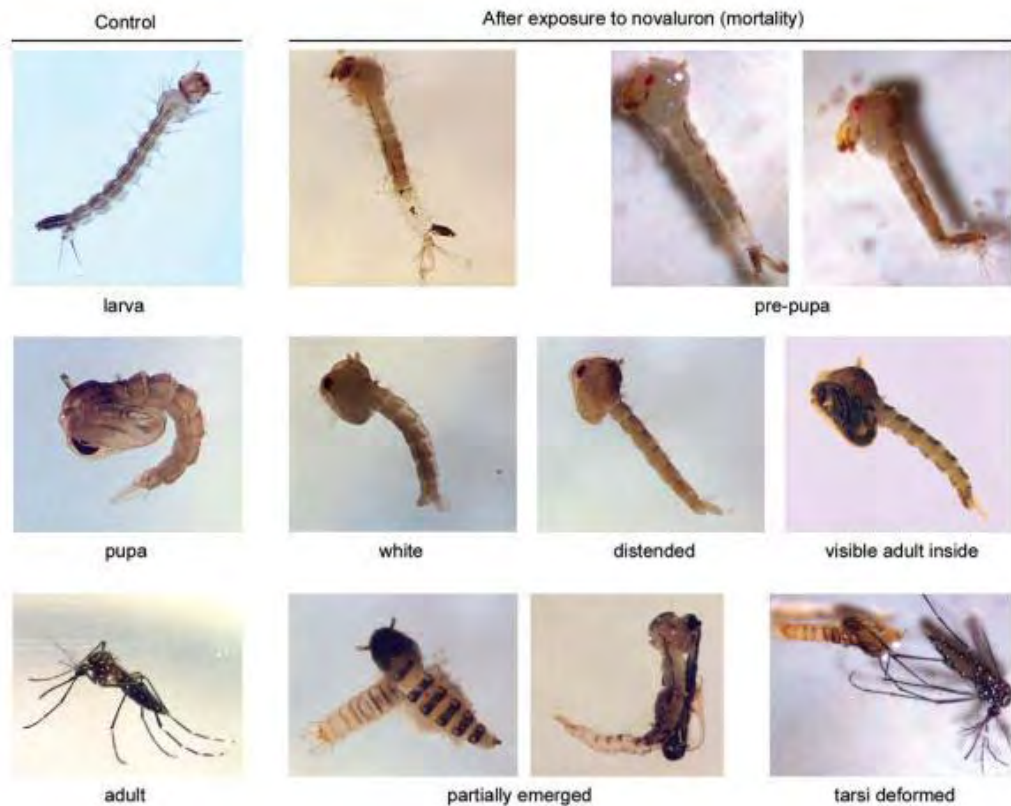 Control
After exposure to novaluron (mortality)
larva
pre-pupa
pupa
white
distended
visible adult inside
adult
partially emerged
tarsi deformed